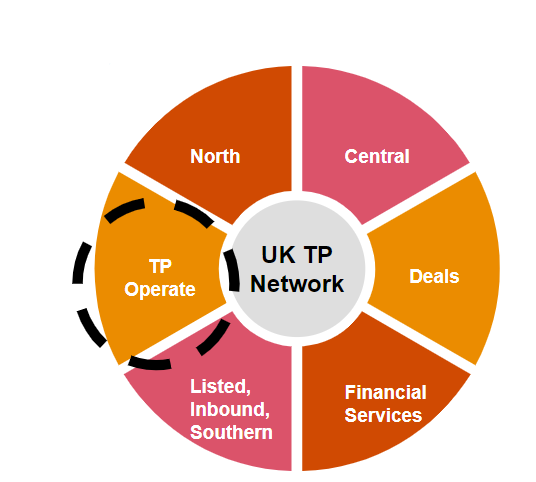 North
Central
TP
Operate
UK TP
Network
Deals
Listed,
Inbound,
Southern
Financial
Services